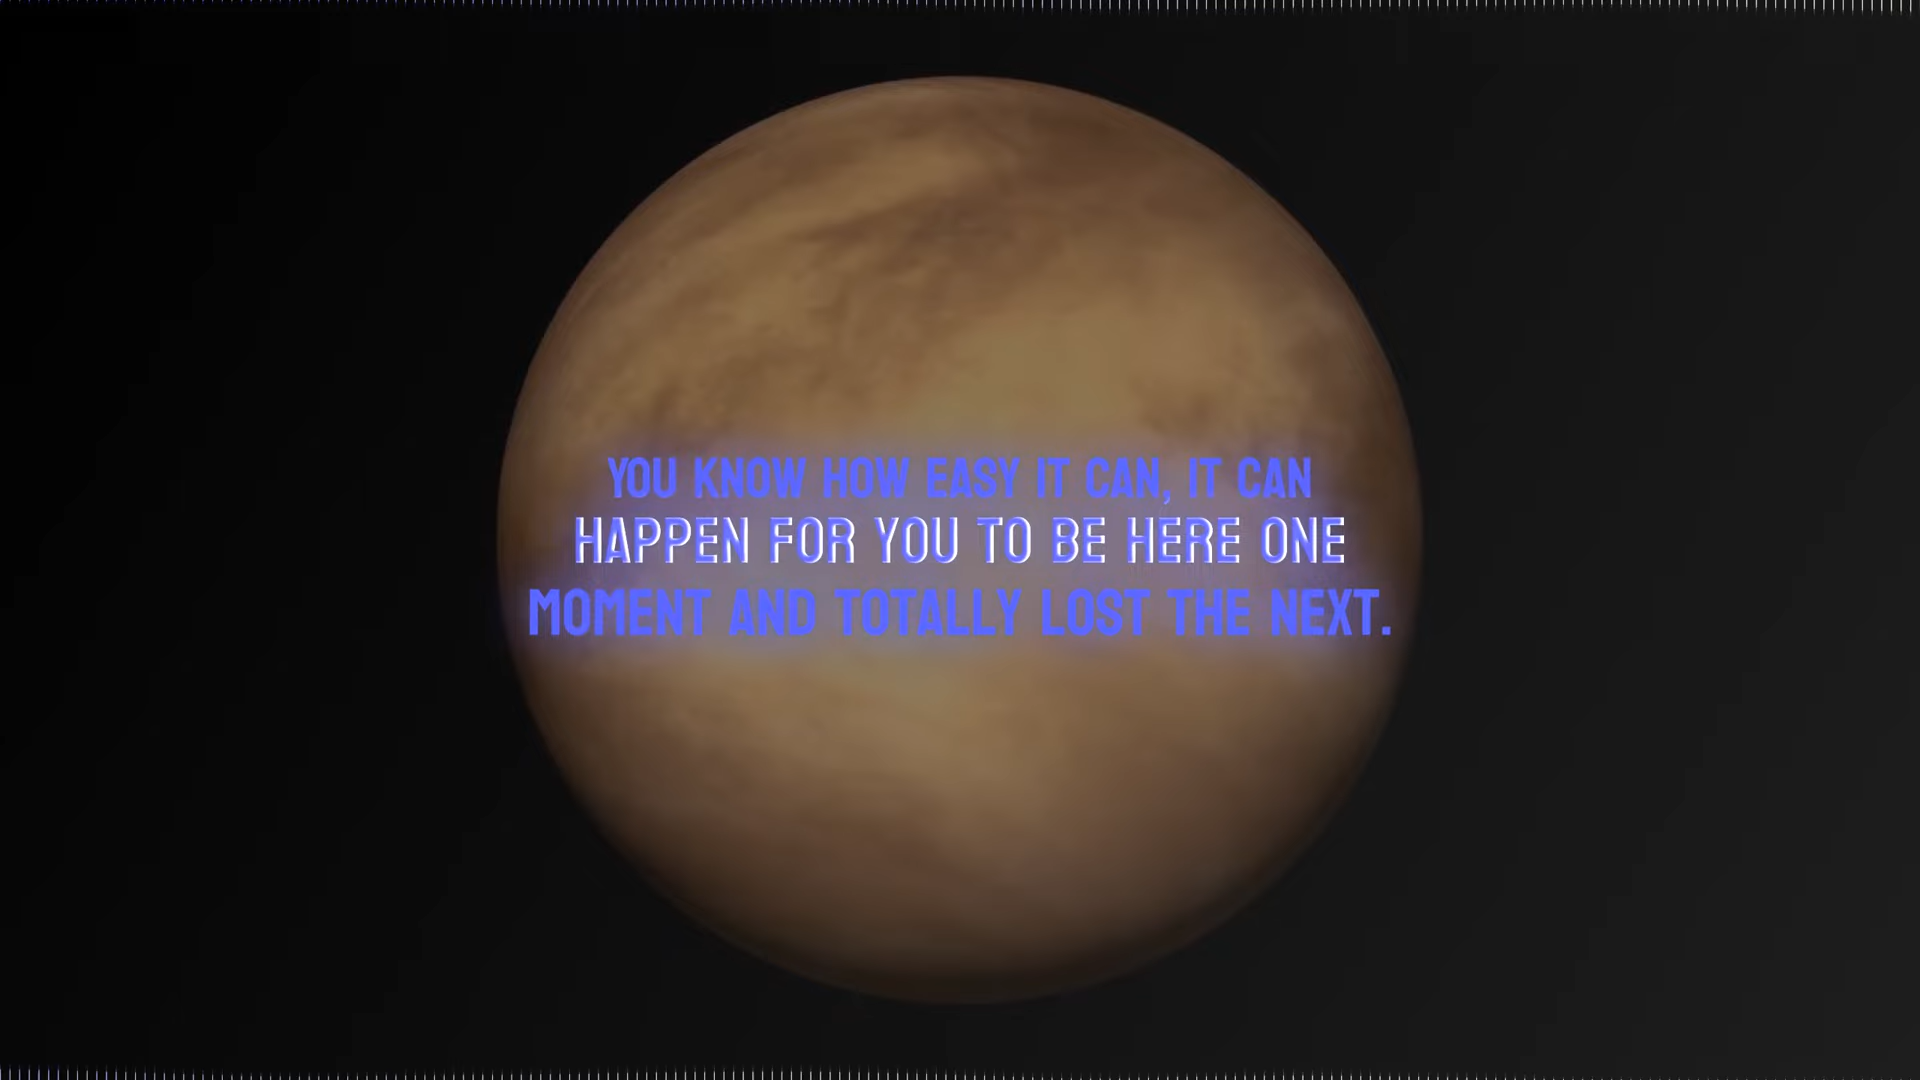 YOU KNOW HOW EASY IT CAN, IT CAN
HAPPEN FOR YOU TO BE HERE ONE
MOMENT AND TOTALLY LOST THE NEXT.